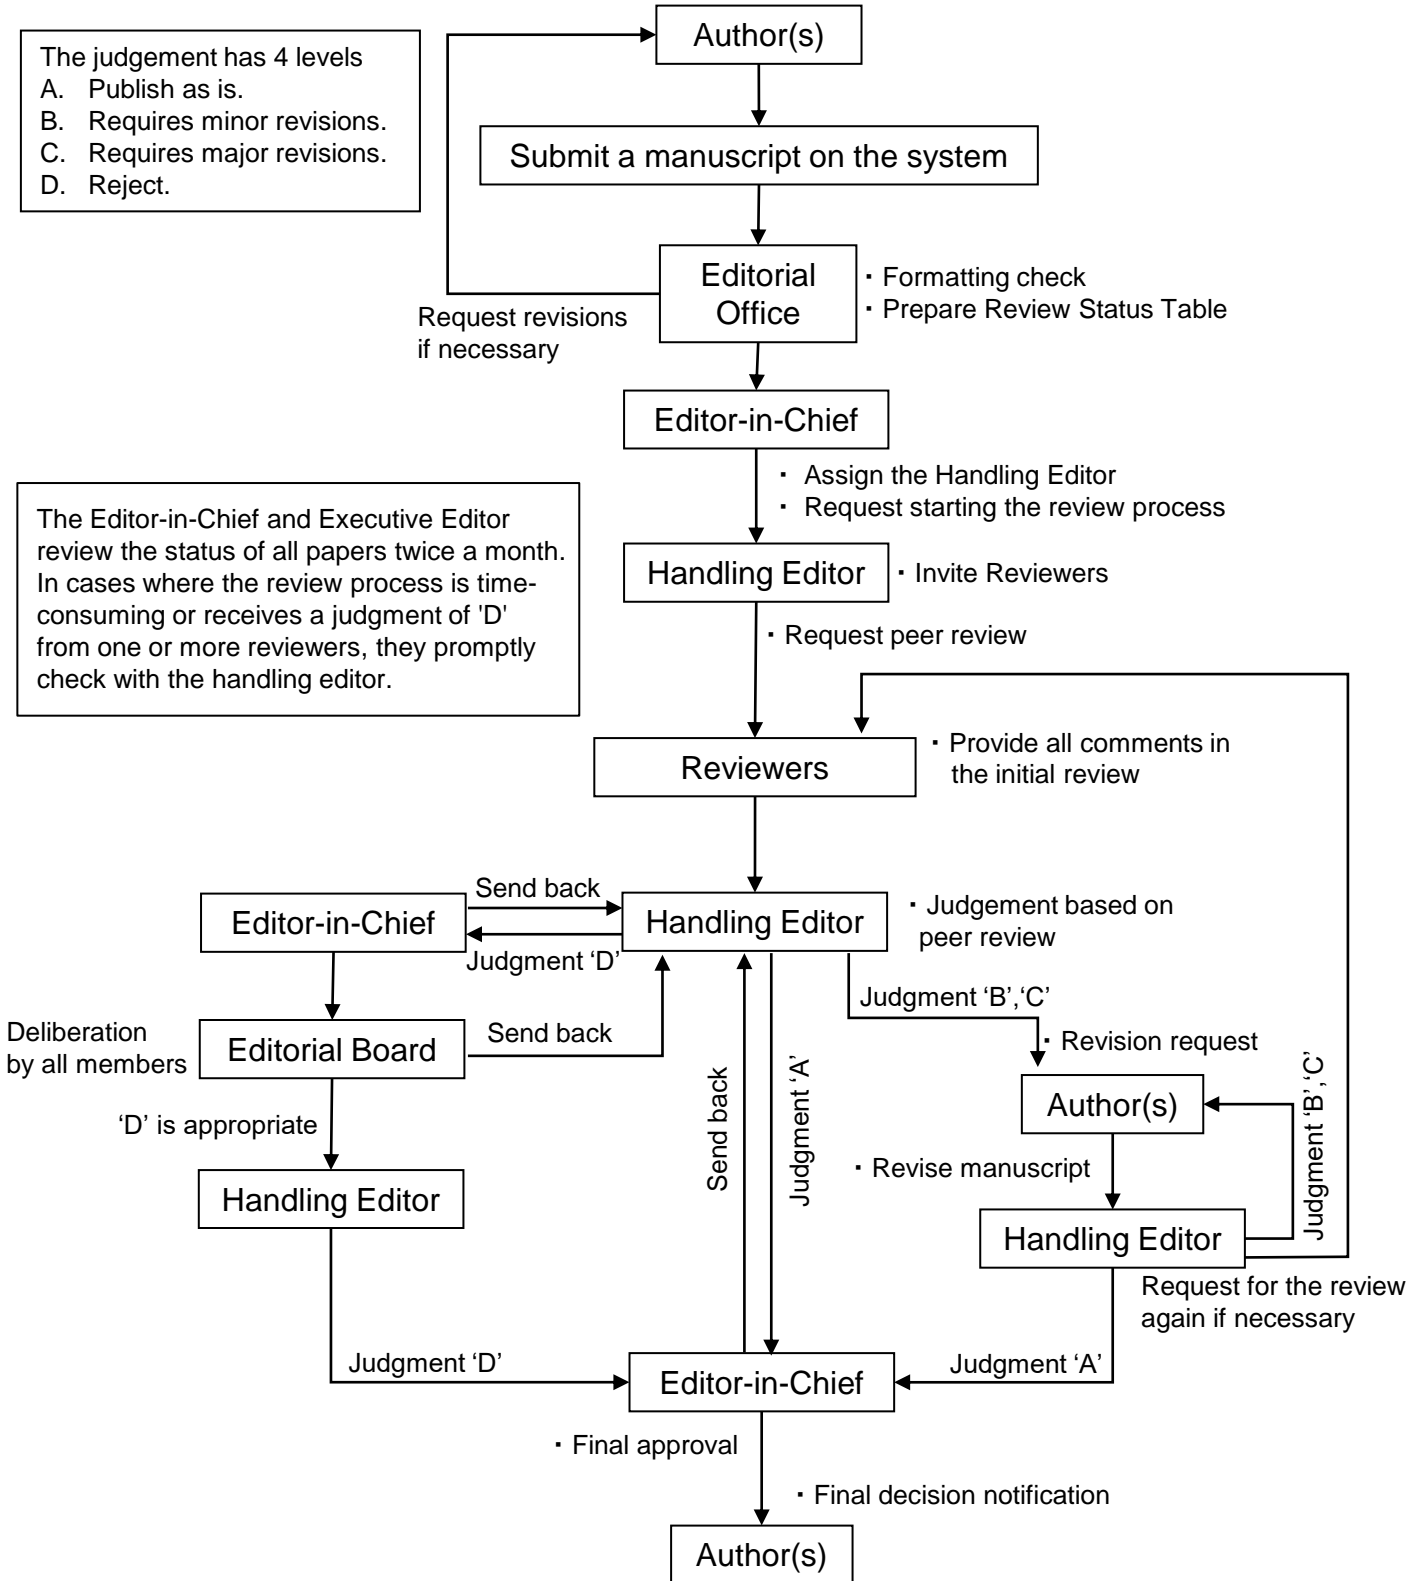 Author(s)
The judgement has 4 levels
A. Publish as is.
B. Requires minor revisions.
C. Requires major revisions.
D. Reject.
Submit a manuscript on the system
Editorial
Office
・Formatting check
・Prepare Review Status Table
Request revisions
if necessary
Editor-in-Chief
・ Assign the Handling Editor
・ Request starting the review process
The Editor-in-Chief and Executive Editor
review the status of all papers twice a month.
In cases where the review process is time-
consuming or receives a judgment of 'D'
from one or more reviewers, they promptly
check with the handling editor.
Handling Editor
・Invite Reviewers
・Request peer review
Reviewers
・Provide all comments in
the initial review
Editor-in-Chief
Send back
Judgment ‘D’
Handling Editor
・Judgement based on
peer review
Judgment ‘B’,‘C’
Deliberation
by all members
Editorial Board
Send back
Send back
Judgment ‘A’
・Revision request
Author(s)
Judgment ‘B’,‘C’
‘D’ is appropriate
・Revise manuscript
Handling Editor
Handling Editor
Request for the review
again if necessary
Judgment ‘D’
Editor-in-Chief
Judgment ‘A’
・Final approval
・Final decision notification
Author(s)